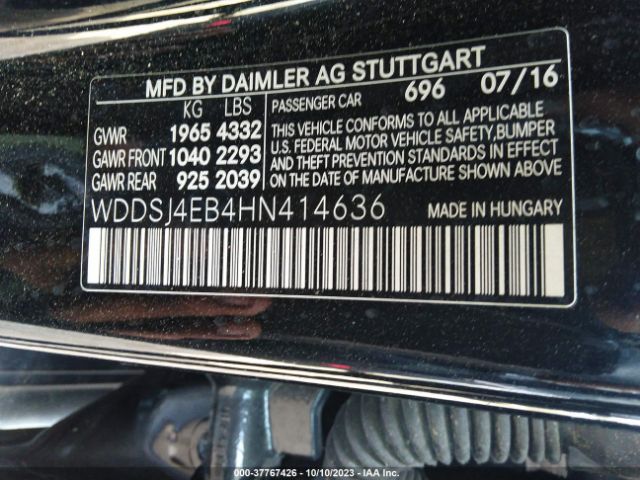 MFD BY DAIMLER AG STUTTGART
KG LBS
GVWR 1965 4332
GAWR FRONT 1040 2293
GAWR REAR 925 2039
PASSENGER CAR 696 07/16
THIS VEHICLE CONFORMS TO ALL APPLICABLE
U.S. FEDERAL MOTOR VEHICLE SAFETY,BUMPER
AND THEFT PREVENTION STANDARDS IN EFFECT
ON THE DATE OF MANUFACTURE SHOWN ABOVE.
WDDSJ4EB4HN414636 MADE IN HUNGARY
000-37767426 - 10/10/2023 - IAA Inc.